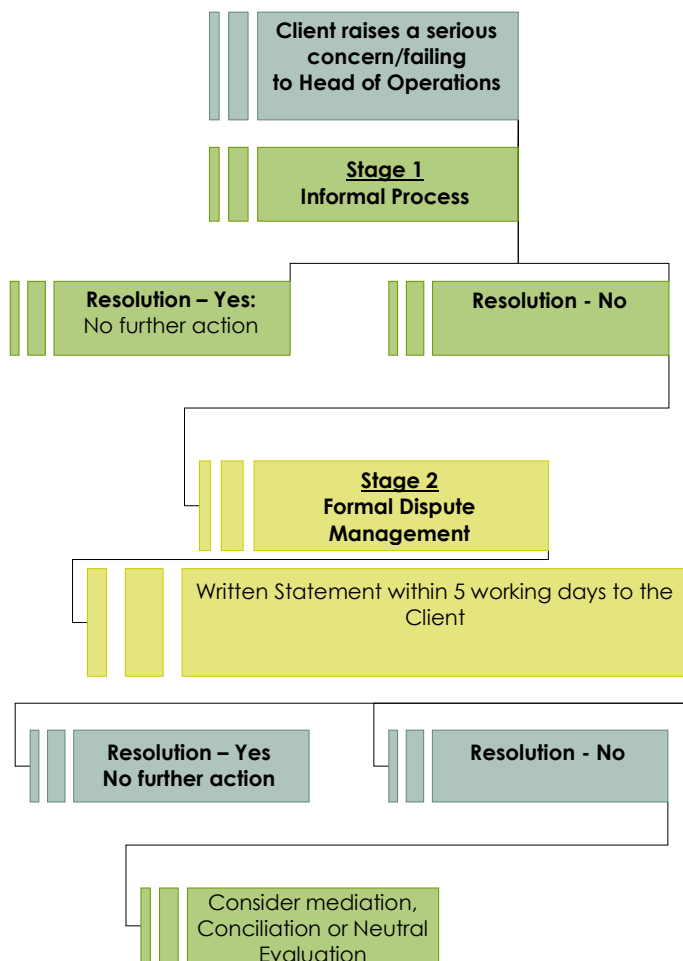 Client raises a serious
concern/failing
to Head of Operations
Stage 1
Informal Process
Resolution – Yes:
No further action
Resolution - No
Stage 2
Formal Dispute
Management
Written Statement within 5 working days to the
Client
Resolution – Yes
No further action
Resolution - No
Consider mediation,
Conciliation or Neutral
Evaluation